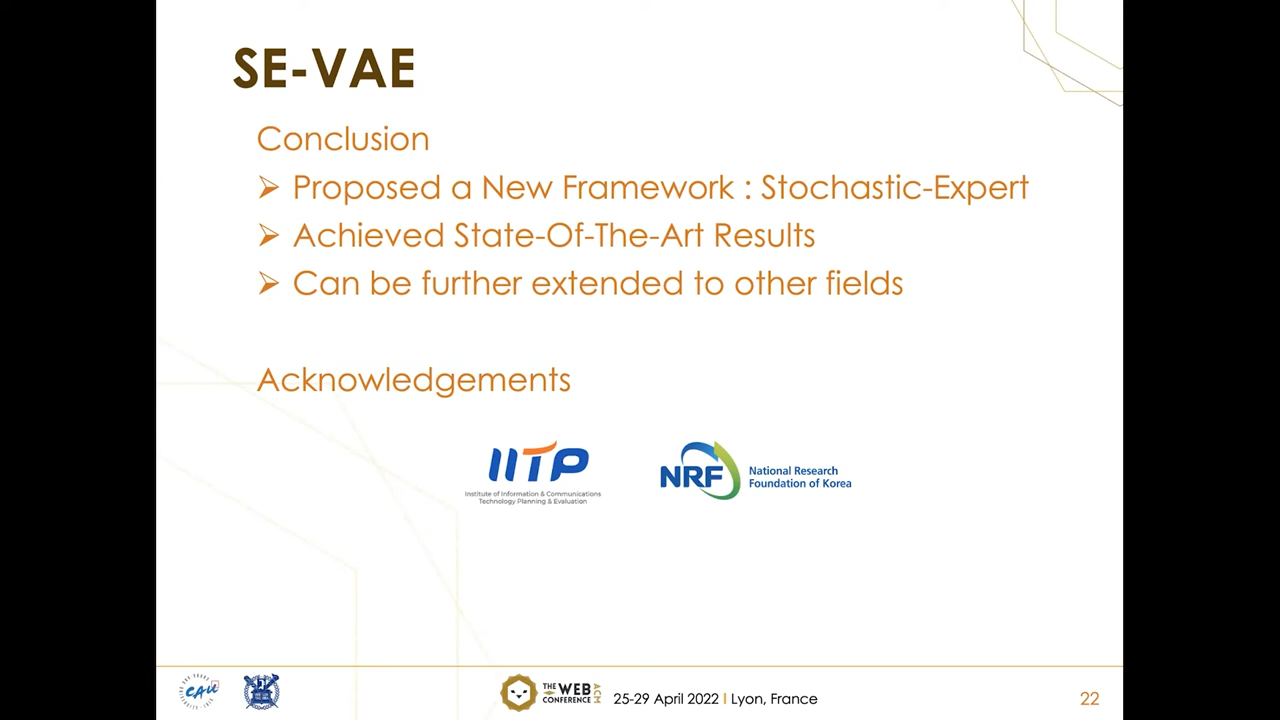 SE-VAE
Conclusion
Proposed a New Framework : Stochastic-Expert
Achieved State-Of-The-Art Results
Can be further extended to other fields
Acknowledgements
IITP
Institute of Information & Communications
Technology Planning & Evaluation
NRF
National Research
Foundation of Korea
CAU
THE WEB CONFERENCE ACM
25-29 April 2022 I Lyon, France
22